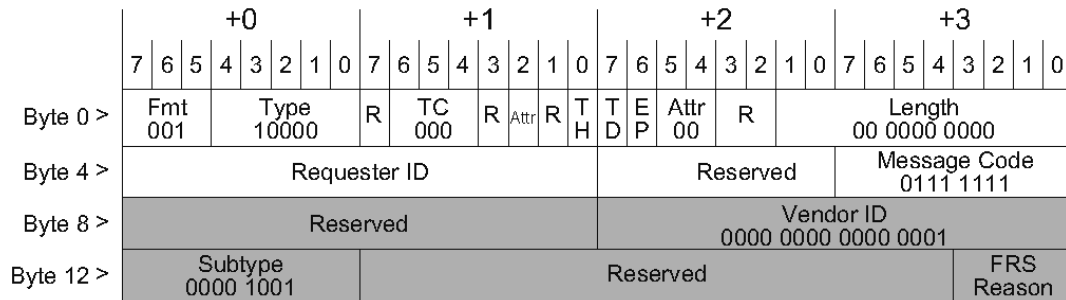 +0 +1 +2 +3
7 6 5 4 3 2 1 0 7 6 5 4 3 2 1 0 7 6 5 4 3 2 1 0 7 6 5 4 3 2 1 0
Byte 0 > Fmt 001 Type 10000 R TC 000 R Attr R TH TD EP Attr 00 R Length 00 0000 0000
Byte 4 > Requester ID Reserved Message Code 0111 1111
Byte 8 > Reserved Vendor ID 0000 0000 0000 0001
Byte 12 > Subtype 0000 1001 Reserved FRS Reason